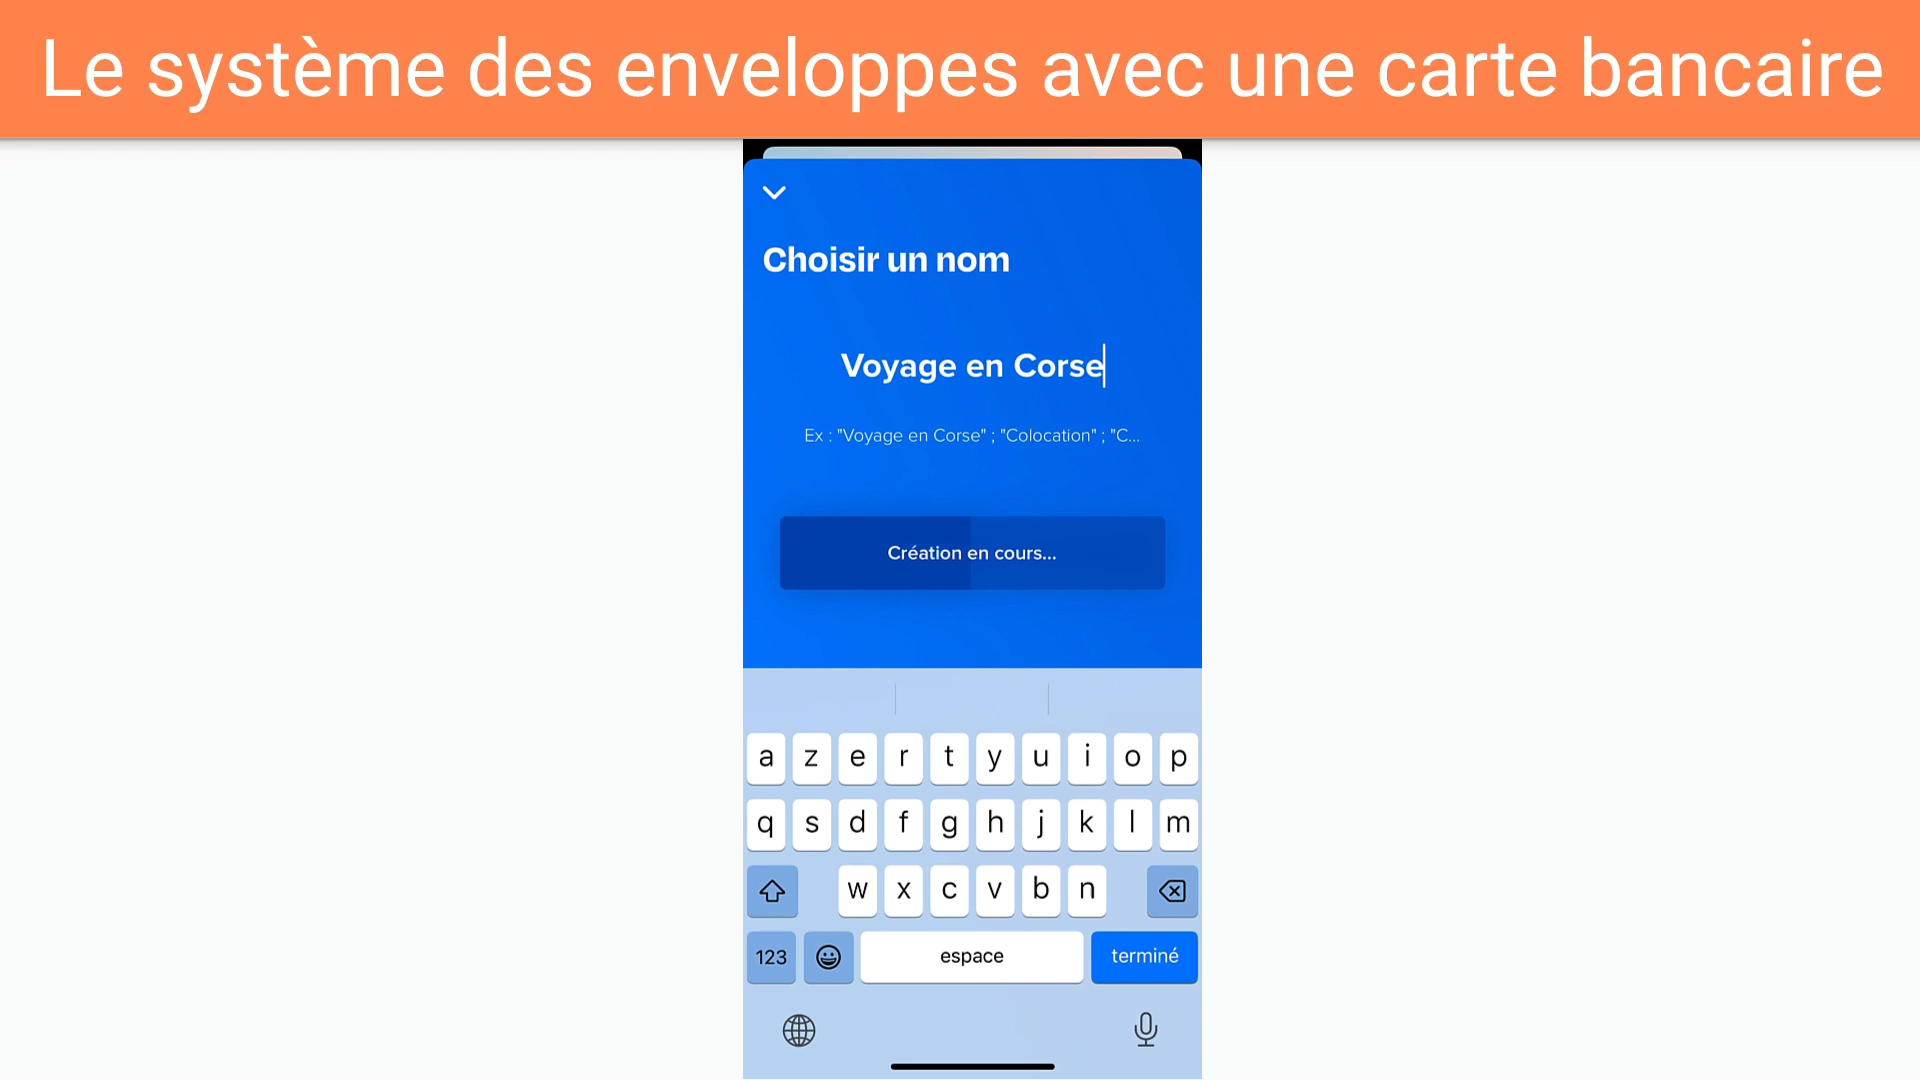 Le système des enveloppes avec une carte bancaire
Choisir un nom
Voyage en Corse
Ex : "Voyage en Corse" ; "Colocation" ; "C...
Création en cours...
a z e r t y u i o p
q s d f g h j k l m
w x c v b n
123 espace terminé